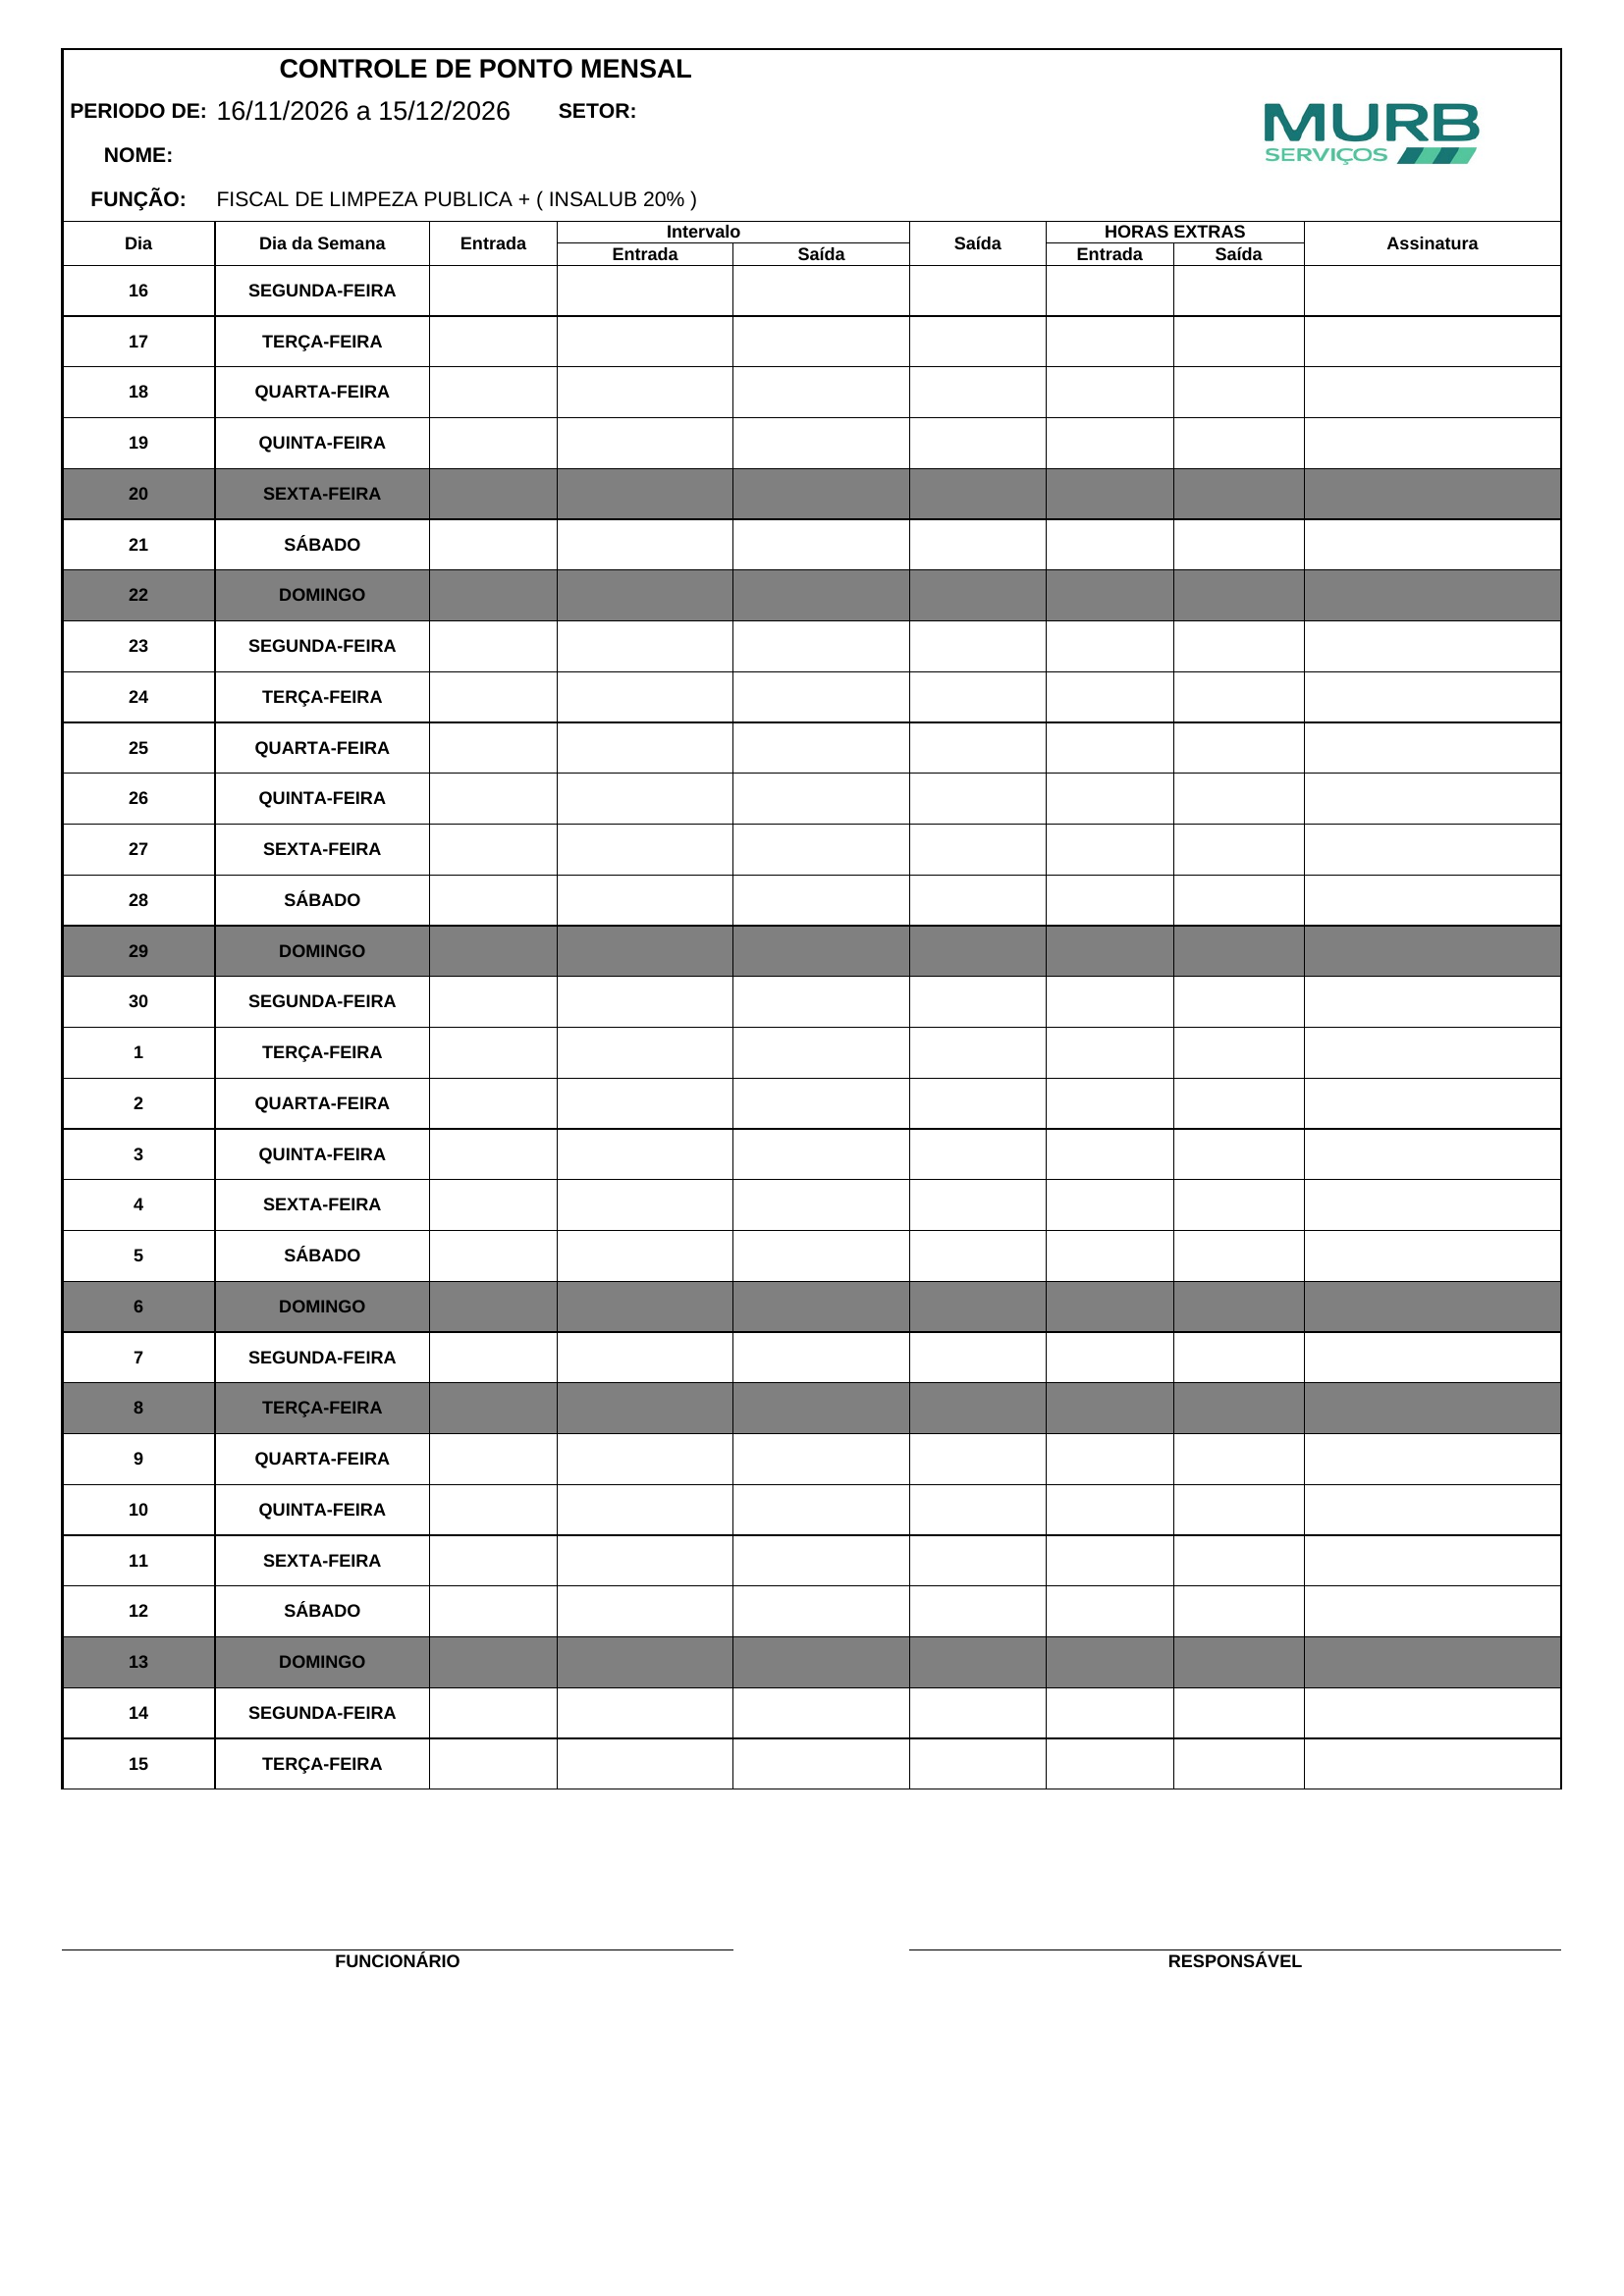 CONTROLE DE PONTO MENSAL
PERIODO DE: 16/11/2026 a 15/12/2026 SETOR:
MURB
SERVIÇOS
NOME:
FUNÇÃO: FISCAL DE LIMPEZA PUBLICA + ( INSALUB 20% )
Dia Dia da Semana Entrada Intervalo Saída HORAS EXTRAS Assinatura
Entrada Saída Entrada Saída
16 SEGUNDA-FEIRA
17 TERÇA-FEIRA
18 QUARTA-FEIRA
19 QUINTA-FEIRA
20 SEXTA-FEIRA
21 SÁBADO
22 DOMINGO
23 SEGUNDA-FEIRA
24 TERÇA-FEIRA
25 QUARTA-FEIRA
26 QUINTA-FEIRA
27 SEXTA-FEIRA
28 SÁBADO
29 DOMINGO
30 SEGUNDA-FEIRA
1 TERÇA-FEIRA
2 QUARTA-FEIRA
3 QUINTA-FEIRA
4 SEXTA-FEIRA
5 SÁBADO
6 DOMINGO
7 SEGUNDA-FEIRA
8 TERÇA-FEIRA
9 QUARTA-FEIRA
10 QUINTA-FEIRA
11 SEXTA-FEIRA
12 SÁBADO
13 DOMINGO
14 SEGUNDA-FEIRA
15 TERÇA-FEIRA
FUNCIONÁRIO RESPONSÁVEL